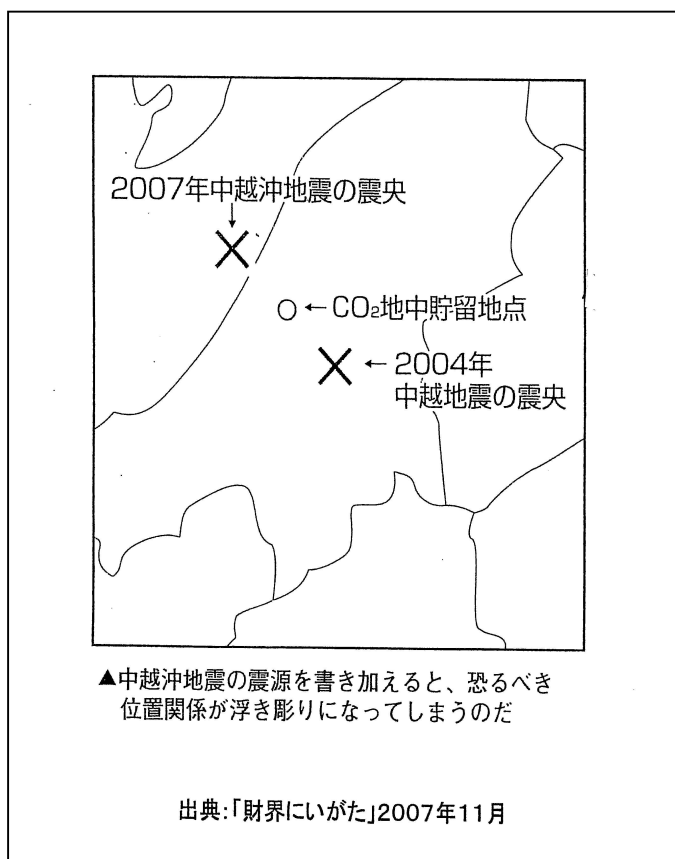 2007年中越沖地震の震央
↓
×
○ ←CO₂地中貯留地点
× ←2004年
中越地震の震央
▲中越沖地震の震源を書き加えると、恐るべき
位置関係が浮き彫りになってしまうのだ
出典:「財界にいがた」2007年11月